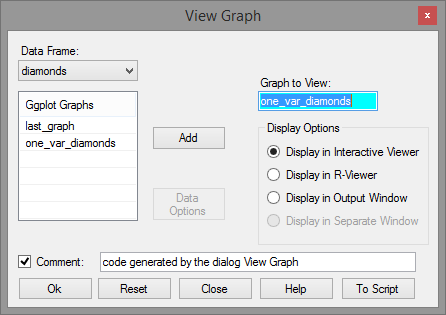 View Graph
x
Data Frame:
diamonds
Graph to View:
one_var_diamonds
Ggplot Graphs
last_graph
one_var_diamonds
Add
Data
Options
Display Options
Display in Interactive Viewer
Display in R-Viewer
Display in Output Window
Display in Separate Window
Comment:
code generated by the dialog View Graph
Ok
Reset
Close
Help
To Script